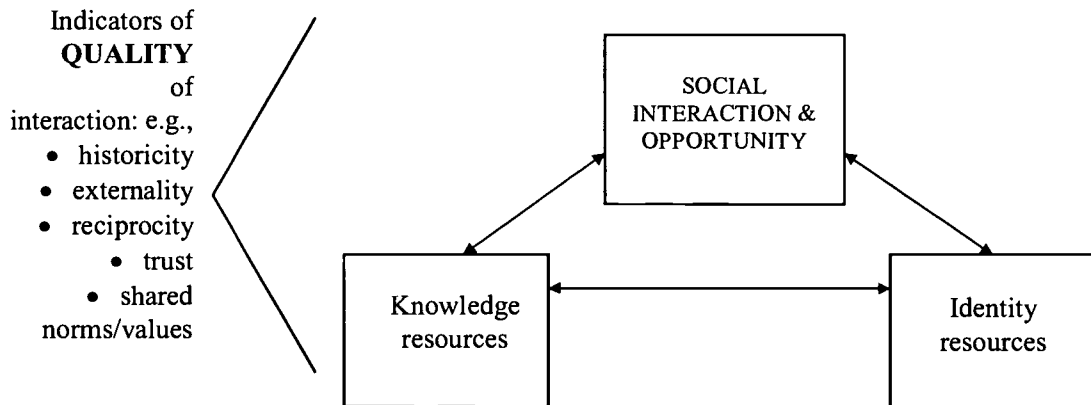 Indicators of
QUALITY
of
interaction: e.g.,
• historicity
• externality
• reciprocity
• trust
• shared
norms/values
SOCIAL
INTERACTION &
OPPORTUNITY
Knowledge
resources
Identity
resources